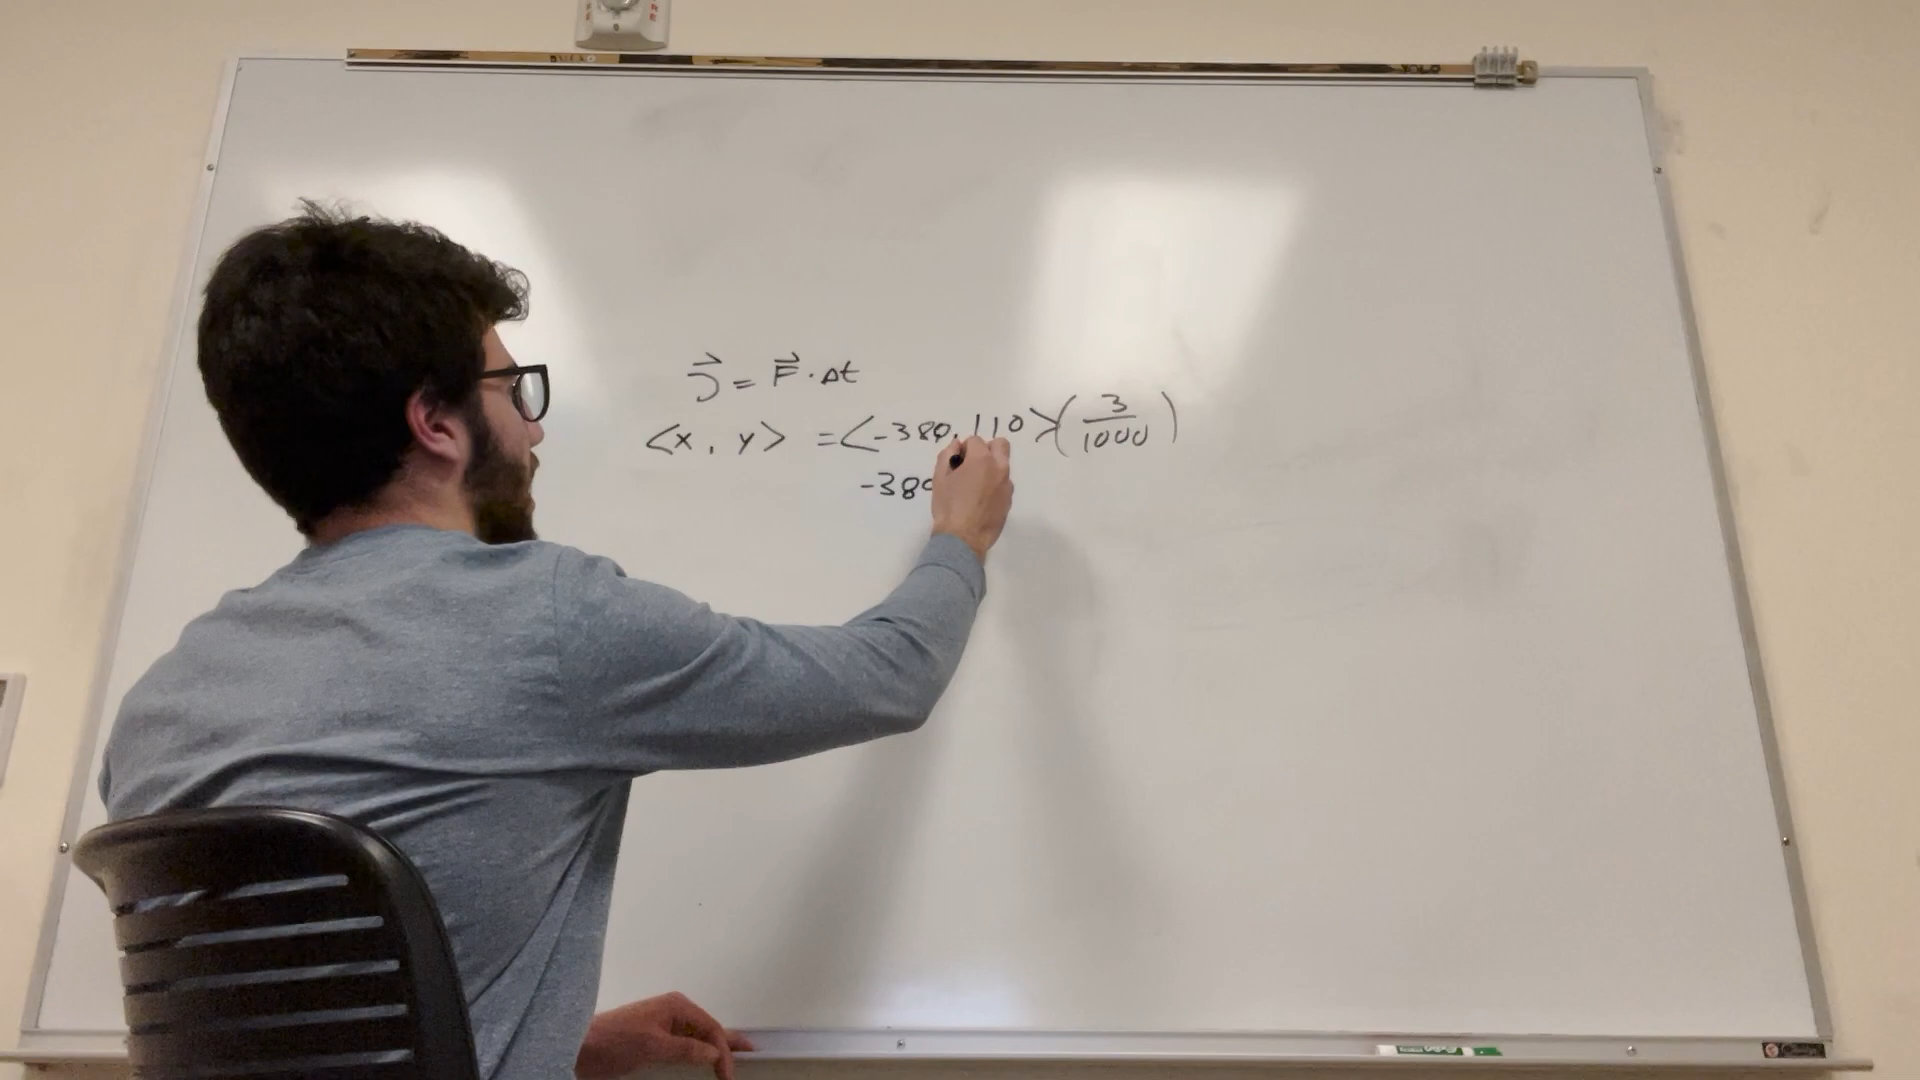 J⃗ = F⃗ · Δt
<x, y> = <-380, 110>(3/1000)
-380